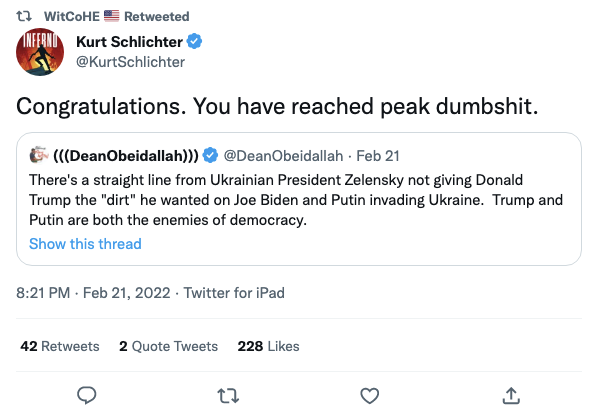 WitCoHE 🇺🇸 Retweeted
INFERNO
Kurt Schlichter
@KurtSchlichter
Congratulations. You have reached peak dumbshit.
(((DeanObeidallah))) @DeanObeidallah · Feb 21
There's a straight line from Ukrainian President Zelensky not giving Donald
Trump the "dirt" he wanted on Joe Biden and Putin invading Ukraine. Trump and
Putin are both the enemies of democracy.
Show this thread
8:21 PM · Feb 21, 2022 · Twitter for iPad
42 Retweets 2 Quote Tweets 228 Likes